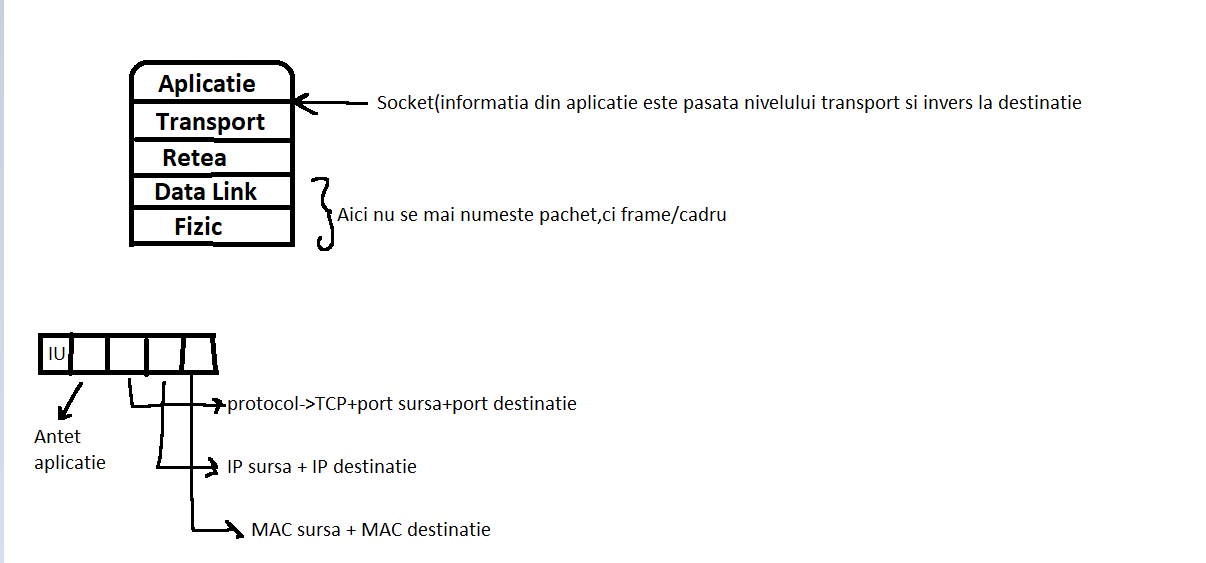 Aplicatie
Socket(informatia din aplicatie este pasata nivelului transport si invers la destinatie
Transport
Retea
Data Link
Aici nu se mai numeste pachet,ci frame/cadru
Fizic
IU
protocol->TCP+port sursa+port destinatie
Antet
aplicatie
IP sursa + IP destinatie
MAC sursa + MAC destinatie